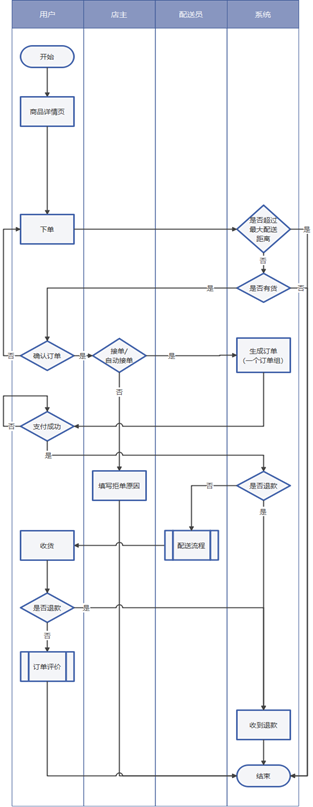 用户 店主 配送员 系统
开始
商品详情页
下单
是否超过
最大配送
距离
是
否
是否有货
是
否
确认订单
否
是
接单/
自动接单
是
否
生成订单
(一个订单组)
支付成功
否
是
填写拒单原因
是否退款
否
是
收货
配送流程
是否退款
是
否
订单评价
收到退款
结束